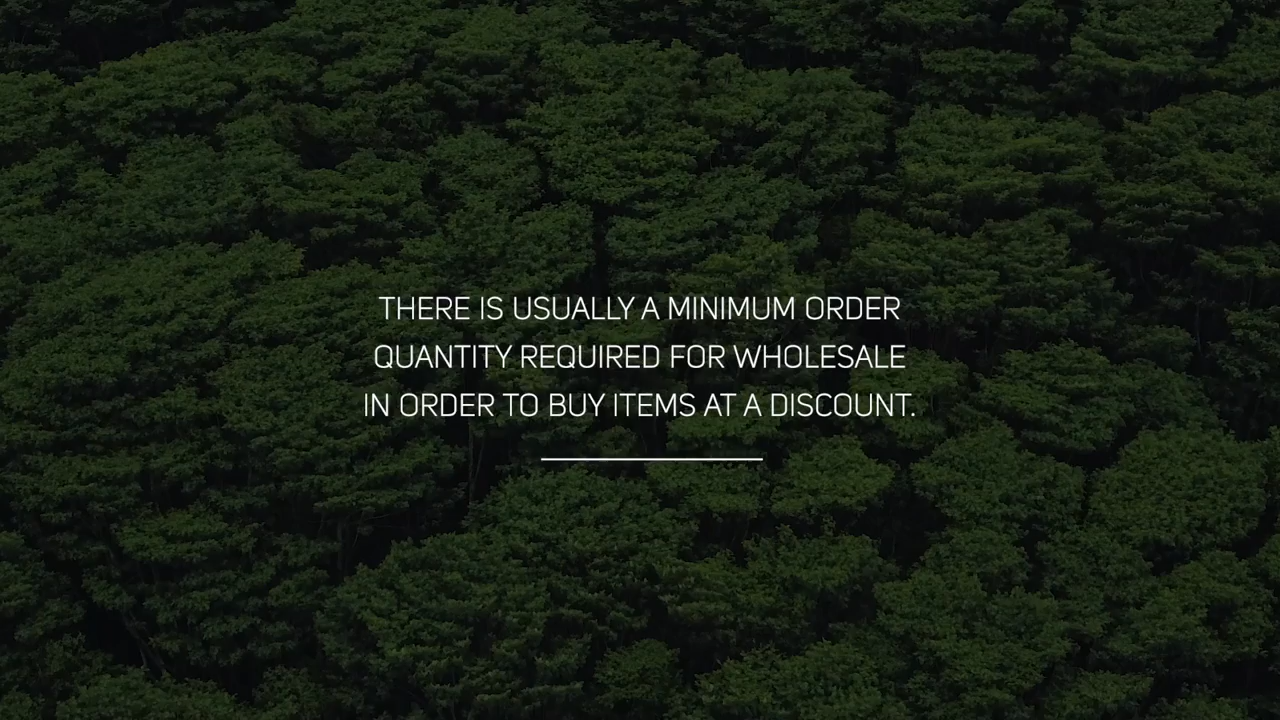 THERE IS USUALLY A MINIMUM ORDER
QUANTITY REQUIRED FOR WHOLESALE
IN ORDER TO BUY ITEMS AT A DISCOUNT.